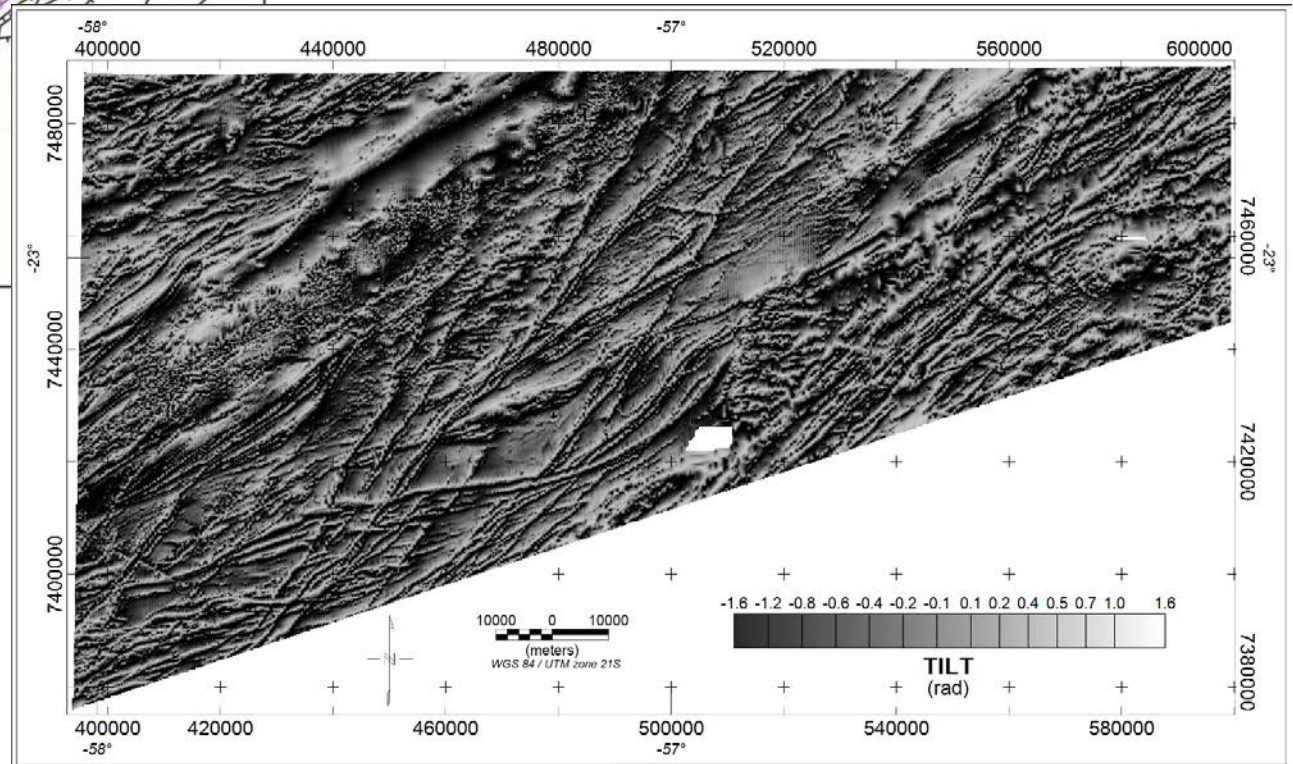 -58° -57°
400000 440000 480000 520000 560000 600000
7480000
7460000
-23° -23°
7440000
7420000
7400000
7380000
-1.6 -1.2 -0.8 -0.6 -0.4 -0.2 -0.1 0.1 0.2 0.4 0.5 0.7 1.0 1.6
10000 0 10000
(meters)
WGS 84 / UTM zone 21S
TILT
(rad)
N
400000 420000 460000 500000 540000 580000
-58° -57°